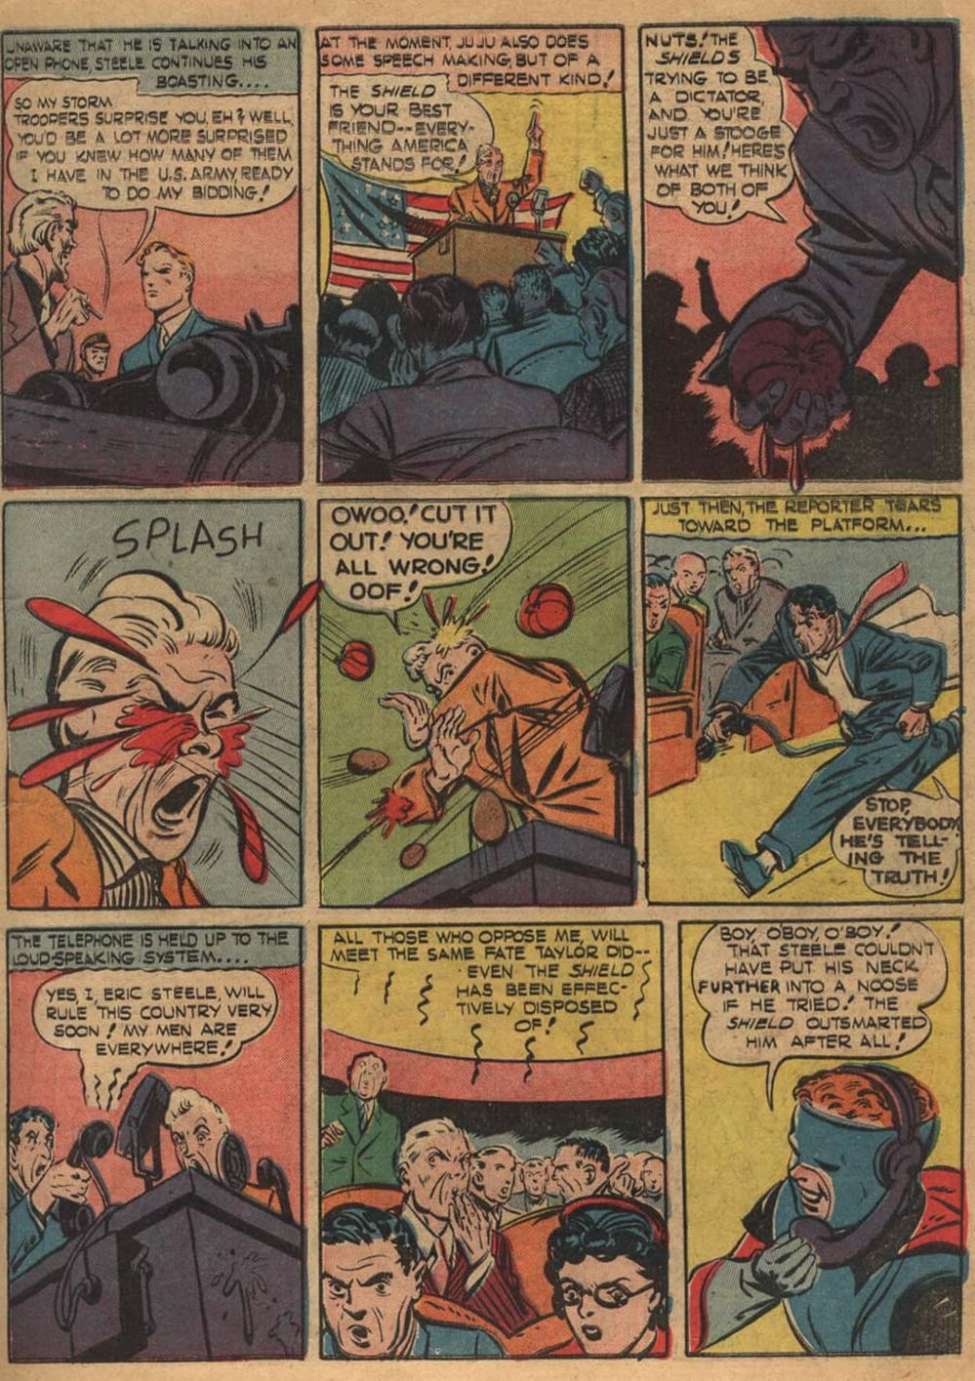 UNAWARE THAT HE IS TALKING INTO AN
OPEN PHONE, STEELE CONTINUES HIS
BOASTING....
SO MY STORM
TROOPERS SURPRISE YOU, EH? WELL,
YOU'D BE A LOT MORE SURPRISED
IF YOU KNEW HOW MANY OF THEM
I HAVE IN THE U.S. ARMY, READY
TO DO MY BIDDING!
AT THE MOMENT, JUJU ALSO DOES
SOME SPEECH MAKING, BUT OF A
DIFFERENT KIND!
THE SHIELD
IS YOUR BEST
FRIEND--EVERY-
THING AMERICA
STANDS FOR!
NUTS! THE
SHIELDS
TRYING TO BE
A DICTATOR,
AND YOU'RE
JUST A STOOGE
FOR HIM! HERE'S
WHAT WE THINK
OF BOTH OF
YOU!
SPLASH
OWOO! CUT IT
OUT! YOU'RE
ALL WRONG!
OOF!
JUST THEN, THE REPORTER TEARS
TOWARD THE PLATFORM...
STOP,
EVERYBODY,
HE'S TELL-
ING THE
TRUTH!
THE TELEPHONE IS HELD UP TO THE
LOUD-SPEAKING SYSTEM....
YES, I, ERIC STEELE, WILL
RULE THIS COUNTRY VERY
SOON! MY MEN ARE
EVERYWHERE!
ALL THOSE WHO OPPOSE ME, WILL
MEET THE SAME FATE TAYLOR DID--
EVEN THE SHIELD
HAS BEEN EFFEC-
TIVELY DISPOSED
OF!
BOY, O'BOY, O'BOY!
THAT STEELE COULDN'T
HAVE PUT HIS NECK
FURTHER INTO A NOOSE
IF HE TRIED! THE
SHIELD OUTSMARTED
HIM AFTER ALL!